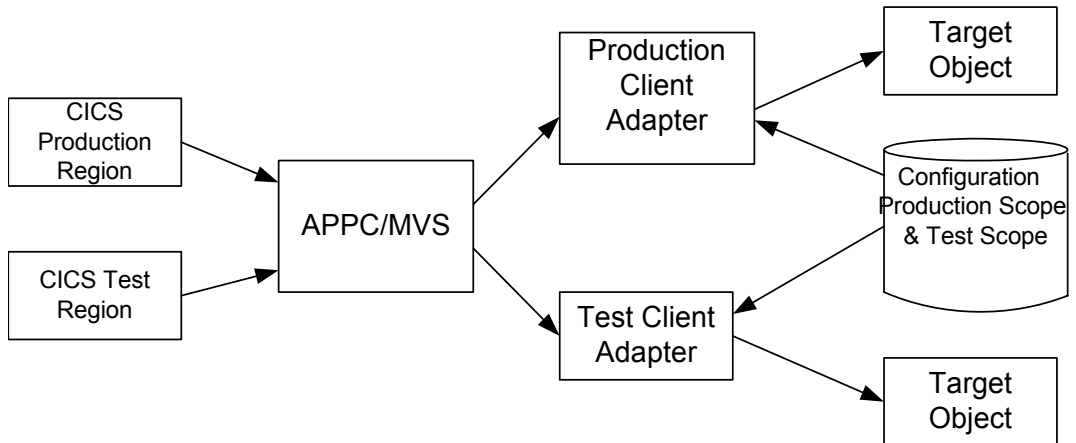 CICS
Production
Region
CICS Test
Region
APPC/MVS
Production
Client
Adapter
Test Client
Adapter
Target
Object
Configuration
Production Scope
& Test Scope
Target
Object